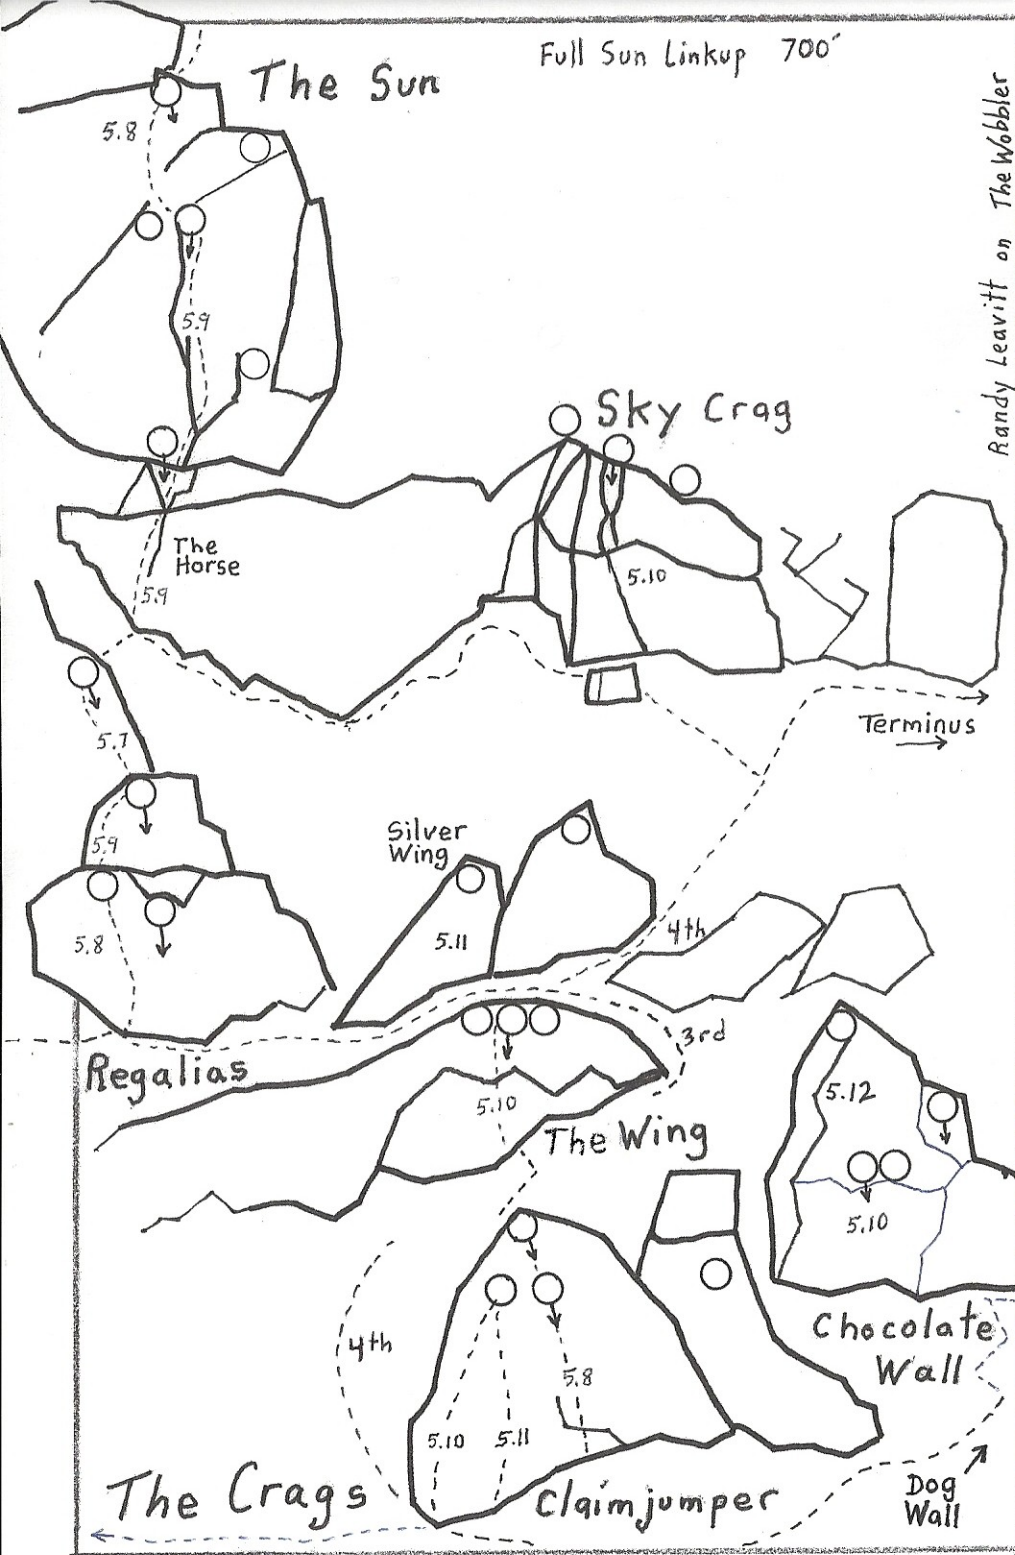 Full Sun Linkup 700'
The Sun
5.8
Randy Leavitt on The Wobbler
5.9
Sky Crag
The
Horse
5.10
5.9
Terminus
5.7
Silver
Wing
5.9
4th
5.11
5.8
3rd
Regalias
5.12
5.10
The Wing
5.10
Chocolate
Wall
4th
5.8
5.10
5.11
The Crags
Claimjumper
Dog
Wall